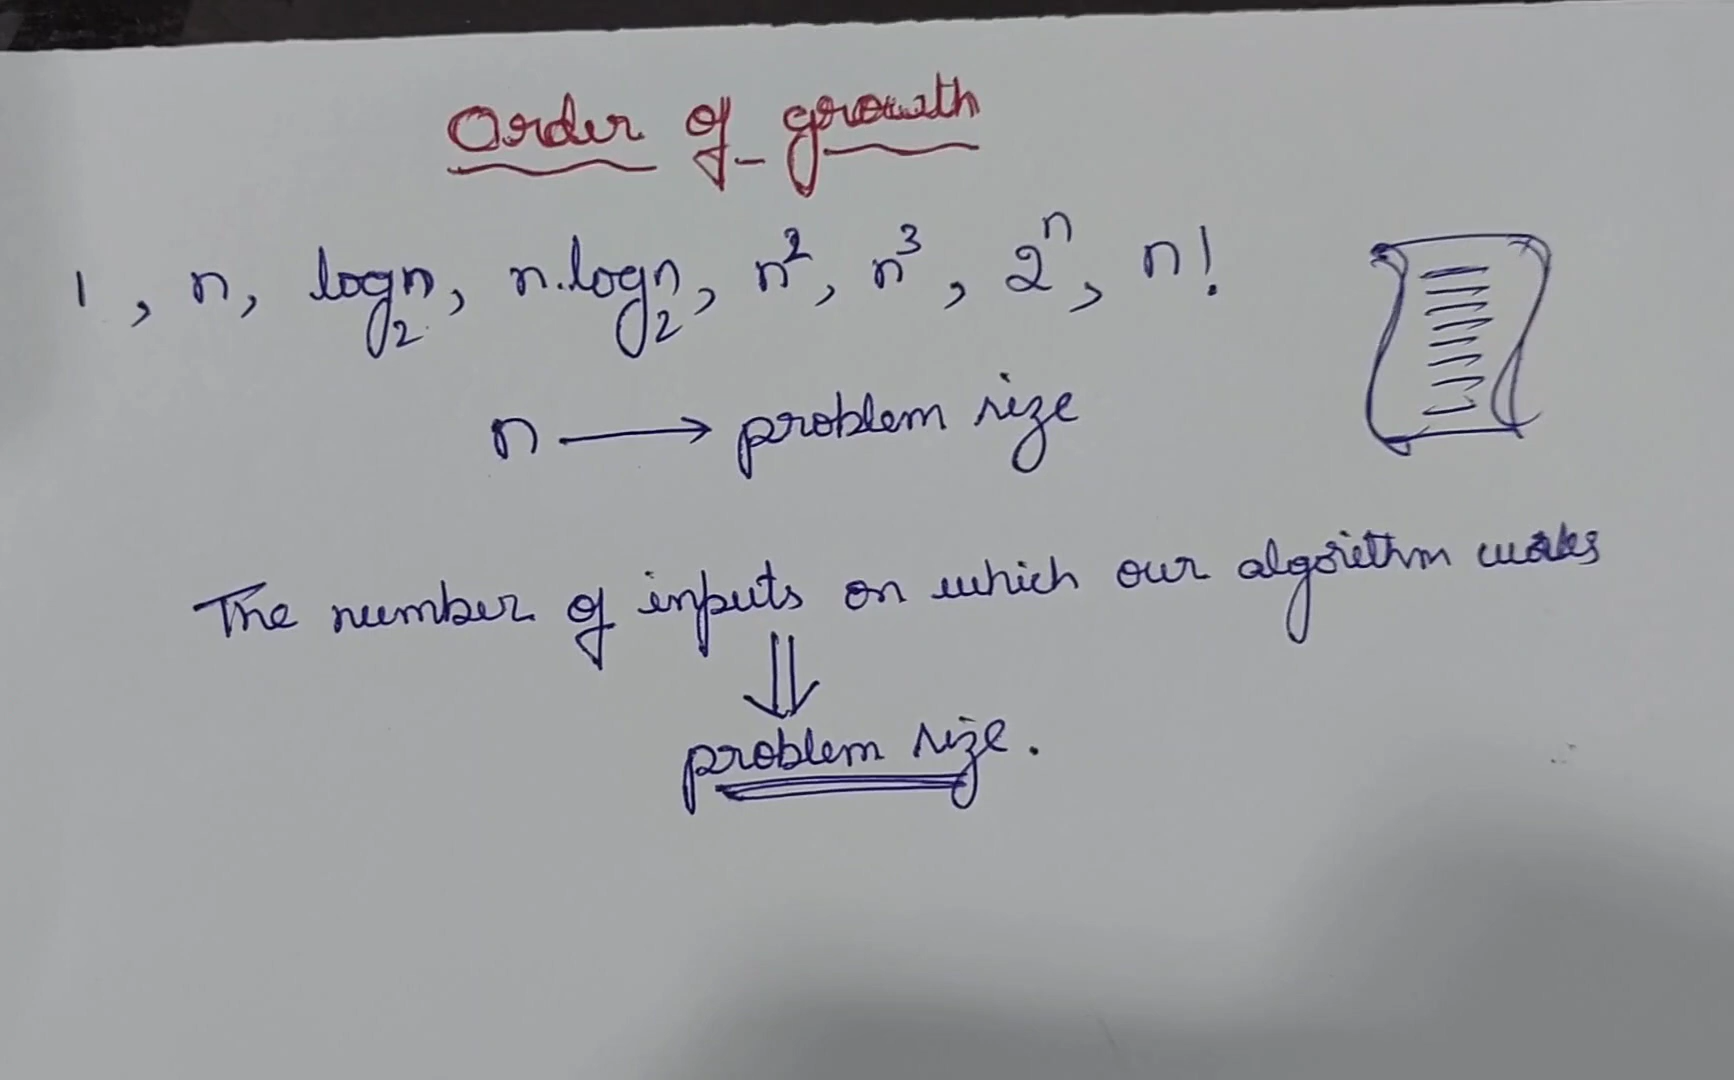 Order of growth
1, n, log₂n, n.log₂n, n², n³, 2ⁿ, n!
n → problem size
The number of inputs on which our algorithm works
⇓
problem size.